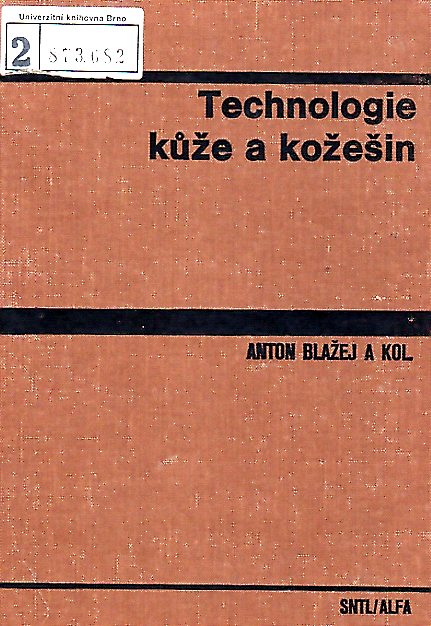 Univerzitní knihovna Brno
2 873.682
Technologie
kůže a kožešin
ANTON BLAŽEJ A KOL.
SNTL/ALFA